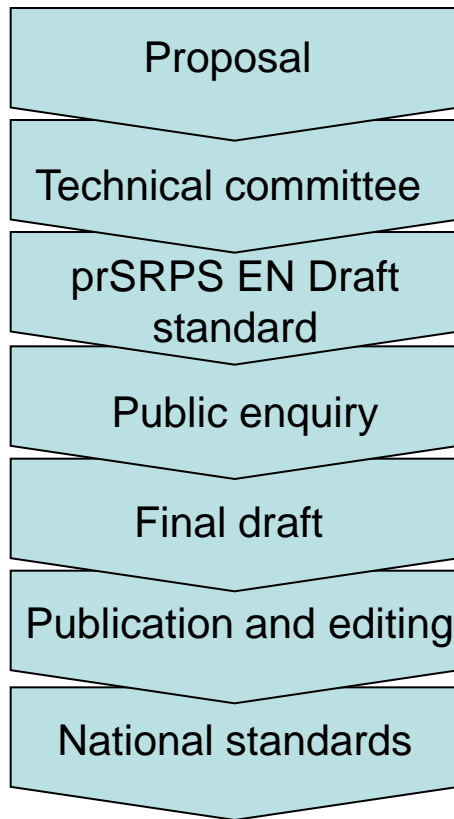 Proposal
Technical committee
prSRPS EN Draft
standard
Public enquiry
Final draft
Publication and editing
National standards